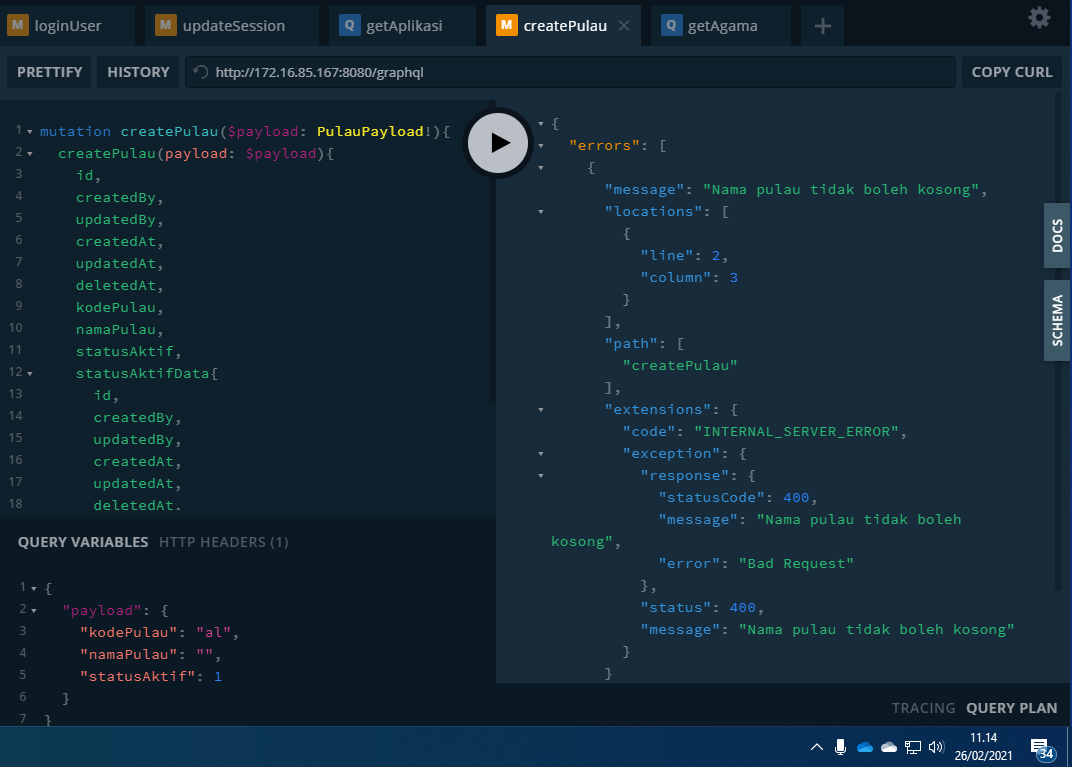 M loginUser
M updateSession
Q getAplikasi
M createPulau ×
Q getAgama
+
PRETTIFY
HISTORY
http://172.16.85.167:8080/graphql
COPY CURL
1 mutation createPulau($payload: PulauPayload!){
2 createPulau(payload: $payload){
3 id,
4 createdBy,
5 updatedBy,
6 createdAt,
7 updatedAt,
8 deletedAt,
9 kodePulau,
10 namaPulau,
11 statusAktif,
12 statusAktifData{
13 id,
14 createdBy,
15 updatedBy,
16 createdAt,
17 updatedAt,
18 deletedAt.
QUERY VARIABLES HTTP HEADERS (1)
1 {
2 "payload": {
3 "kodePulau": "al",
4 "namaPulau": "",
5 "statusAktif": 1
6 }
7 }
{
"errors": [
{
"message": "Nama pulau tidak boleh kosong",
"locations": [
{
"line": 2,
"column": 3
}
],
"path": [
"createPulau"
],
"extensions": {
"code": "INTERNAL_SERVER_ERROR",
"exception": {
"response": {
"statusCode": 400,
"message": "Nama pulau tidak boleh
kosong",
"error": "Bad Request"
},
"status": 400,
"message": "Nama pulau tidak boleh kosong"
}
}
DOCS
SCHEMA
TRACING QUERY PLAN
11.14
26/02/2021
34